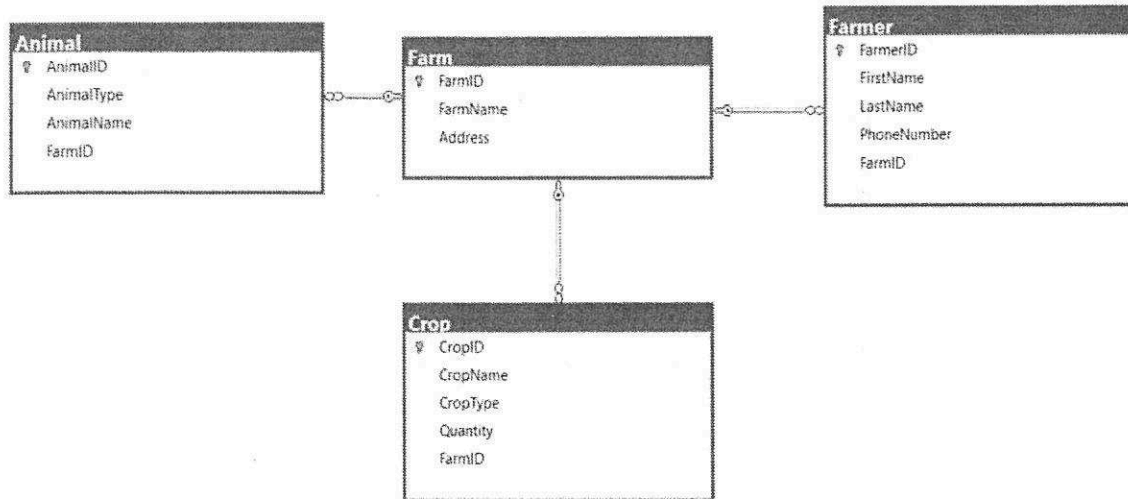 Animal
AnimalID
AnimalType
AnimalName
FarmID
Farm
FarmID
FarmName
Address
Farmer
FarmerID
FirstName
LastName
PhoneNumber
FarmID
Crop
CropID
CropName
CropType
Quantity
FarmID